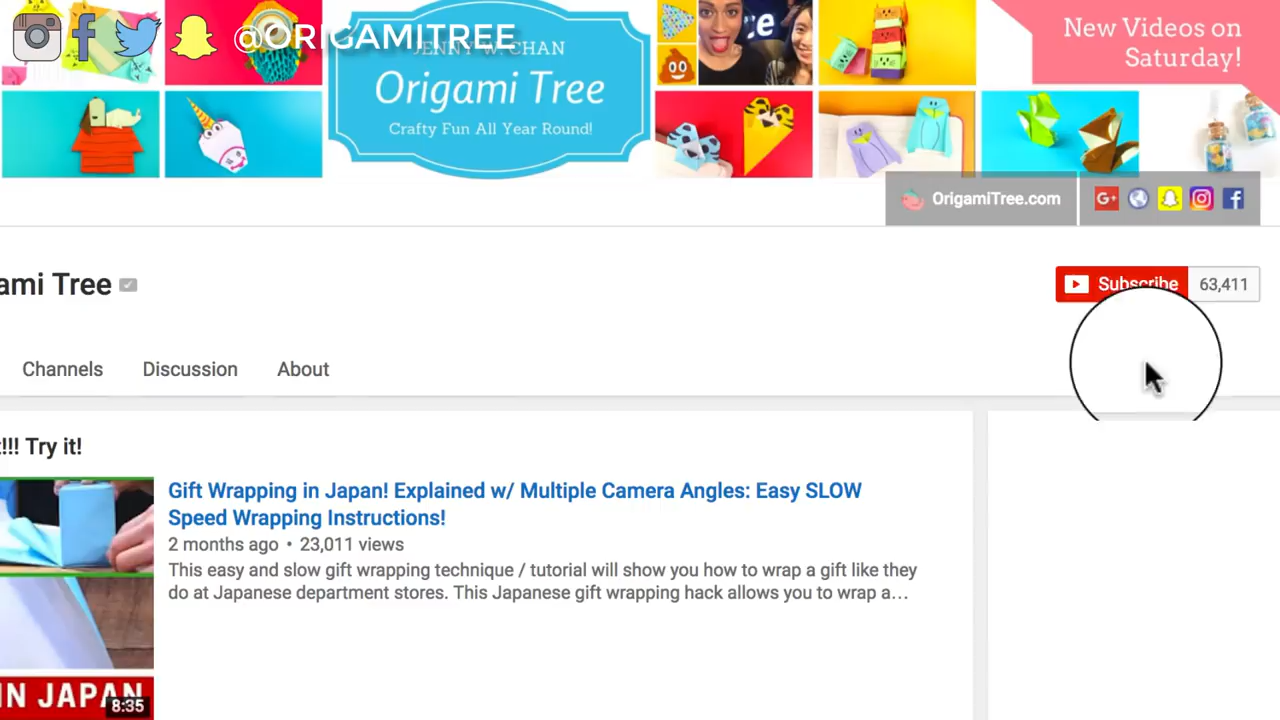 @ORIGAMITREE
JENNY W. CHAN
Origami Tree
Crafty Fun All Year Round!
New Videos on
Saturday!
OrigamiTree.com
G+
ami Tree
Subscribe
63,411
Channels
Discussion
About
t!!! Try it!
Gift Wrapping in Japan! Explained w/ Multiple Camera Angles: Easy SLOW
Speed Wrapping Instructions!
2 months ago • 23,011 views
This easy and slow gift wrapping technique / tutorial will show you how to wrap a gift like they
do at Japanese department stores. This Japanese gift wrapping hack allows you to wrap a…
IN JAPAN
8:35